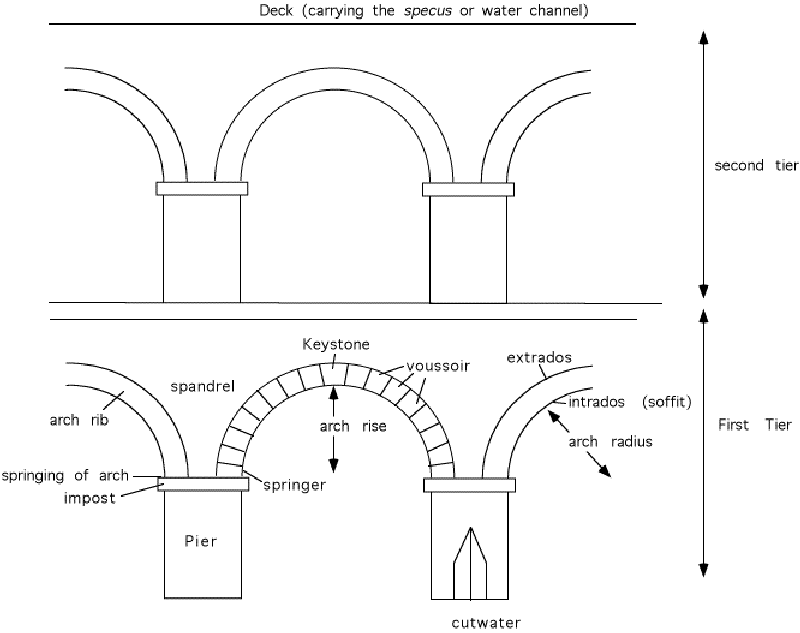 Deck (carrying the specus or water channel)
second tier
Keystone
voussoir
extrados
spandrel
intrados (soffit)
arch rib
arch rise
First Tier
arch radius
springing of arch
springer
impost
Pier
cutwater